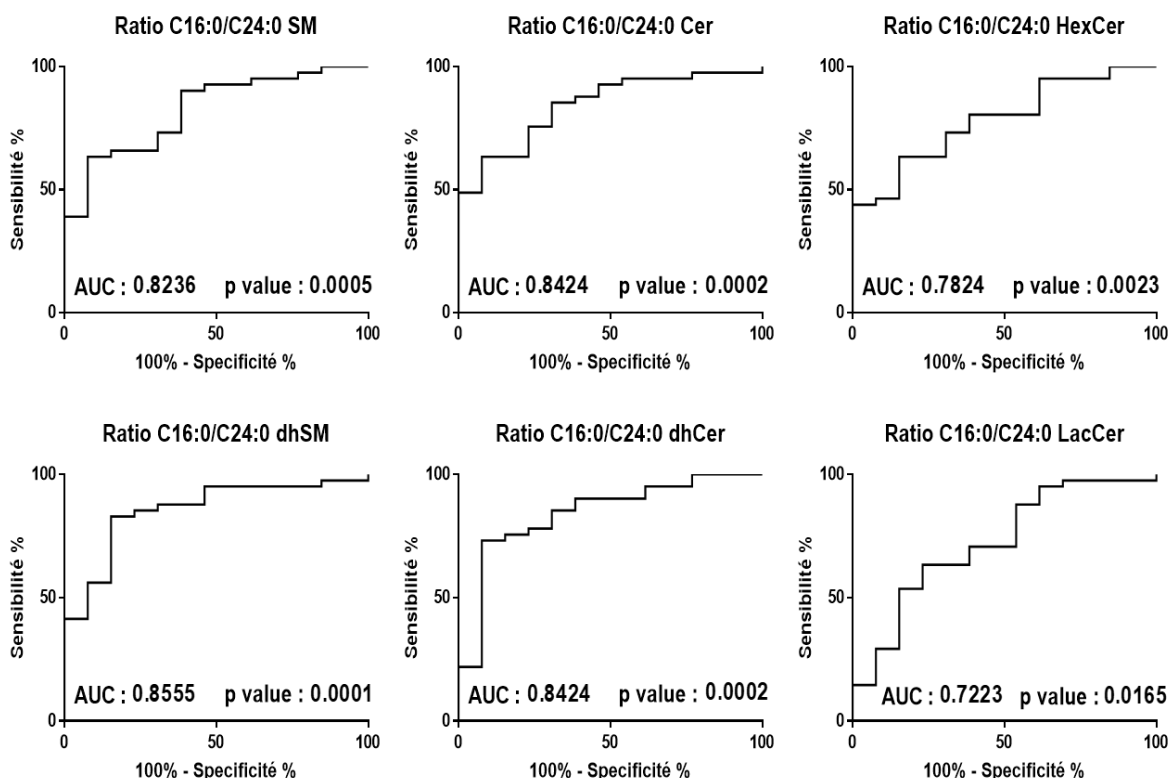 Ratio C16:0/C24:0 SM
100
Sensibilité %
50
AUC : 0.8236 p value : 0.0005
0
0 50 100
100% - Specificité %
Ratio C16:0/C24:0 Cer
100
Sensibilité %
50
AUC : 0.8424 p value : 0.0002
0
0 50 100
100% - Specificité %
Ratio C16:0/C24:0 HexCer
100
Sensibilité %
50
AUC : 0.7824 p value : 0.0023
0
0 50 100
100% - Specificité %
Ratio C16:0/C24:0 dhSM
100
Sensibilité %
50
AUC : 0.8555 p value : 0.0001
0
0 50 100
100% - Specificité %
Ratio C16:0/C24:0 dhCer
100
Sensibilité %
50
AUC : 0.8424 p value : 0.0002
0
0 50 100
100% - Specificité %
Ratio C16:0/C24:0 LacCer
100
Sensibilité %
50
AUC : 0.7223 p value : 0.0165
0
0 50 100
100% - Specificité %